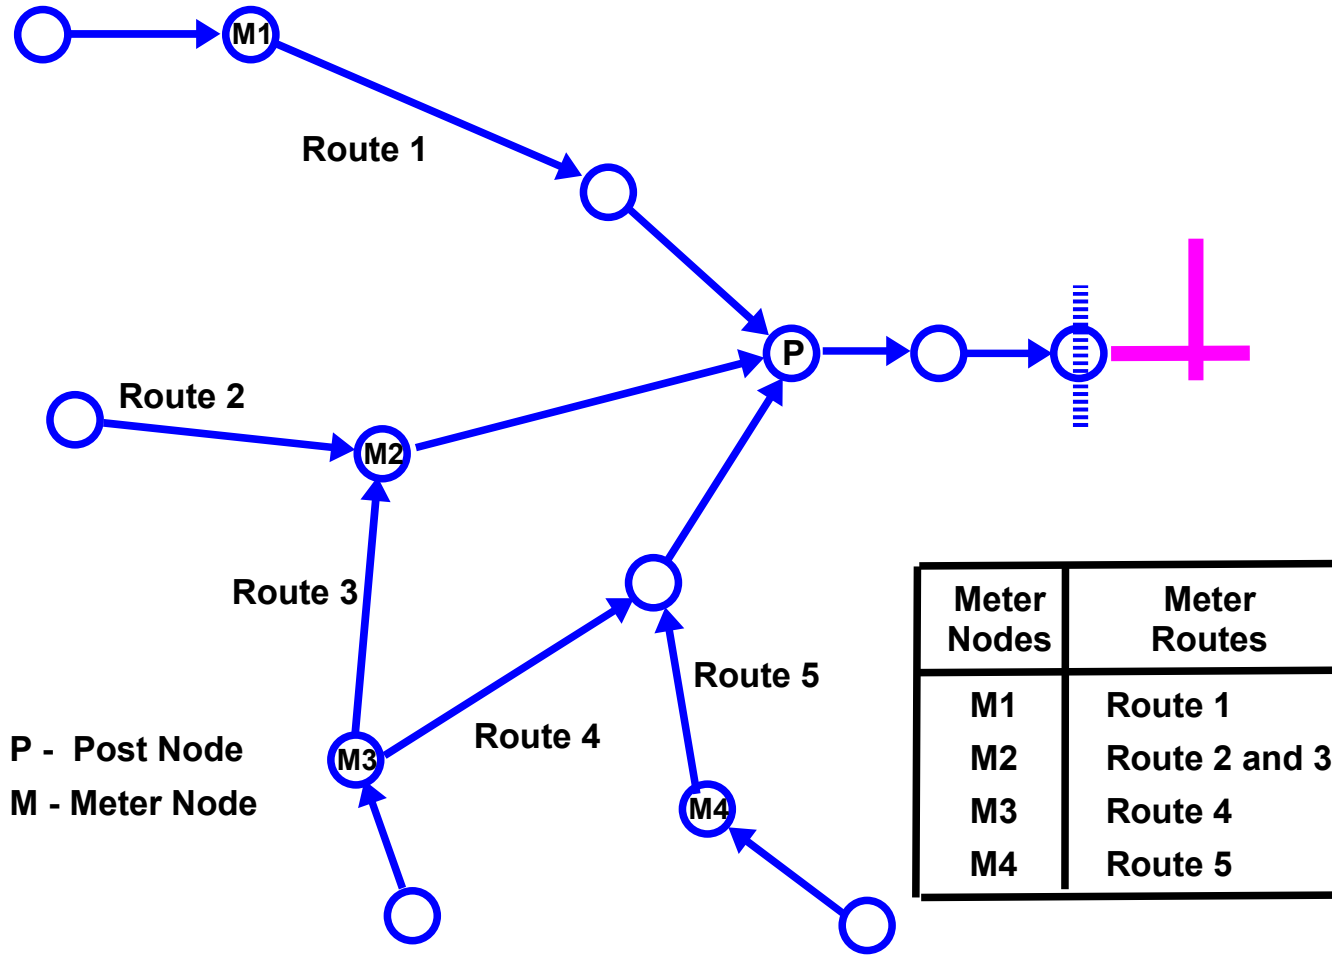 M1
Route 1
P
Route 2
M2
Route 3
Route 5
Route 4
M3
M4
P - Post Node
M - Meter Node
Meter Nodes Meter Routes
M1 Route 1
M2 Route 2 and 3
M3 Route 4
M4 Route 5